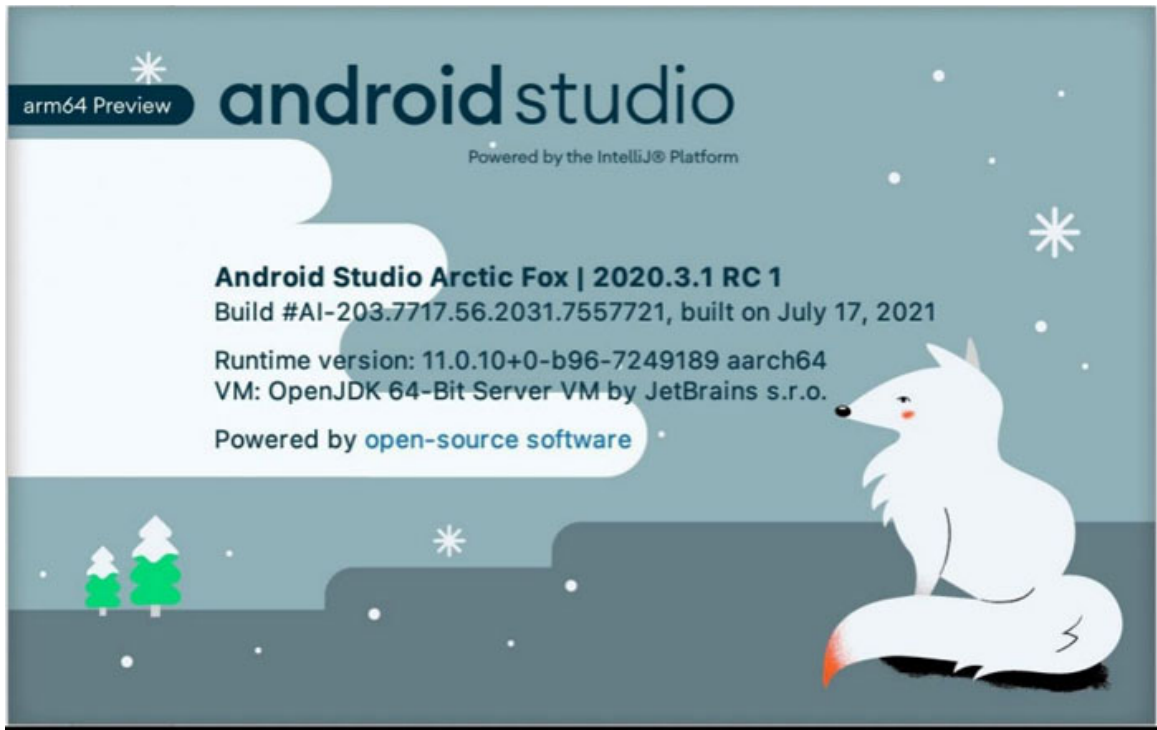 arm64 Preview
android studio
Powered by the IntelliJ® Platform
Android Studio Arctic Fox | 2020.3.1 RC 1
Build #AI-203.7717.56.2031.7557721, built on July 17, 2021
Runtime version: 11.0.10+0-b96-7249189 aarch64
VM: OpenJDK 64-Bit Server VM by JetBrains s.r.o.
Powered by open-source software